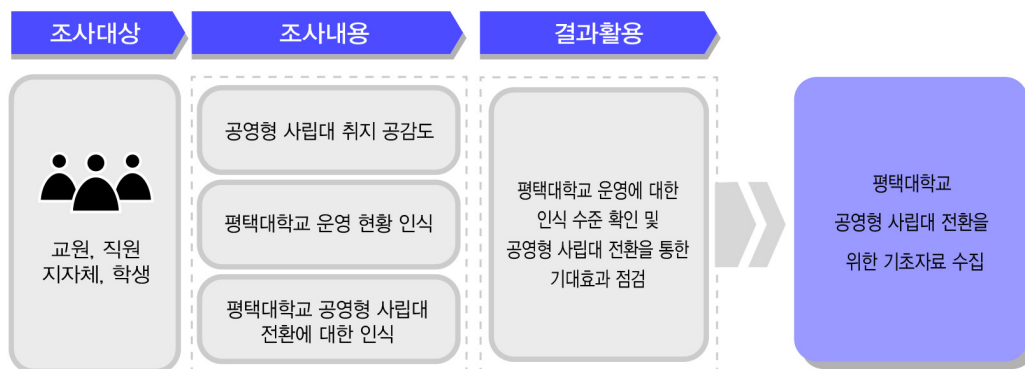 조사대상
조사내용
결과활용
교원, 직원
지자체, 학생
공영형 사립대 취지 공감도
평택대학교 운영 현황 인식
평택대학교 공영형 사립대
전환에 대한 인식
평택대학교 운영에 대한
인식 수준 확인 및
공영형 사립대 전환을 통한
기대효과 점검
평택대학교
공영형 사립대 전환을
위한 기초자료 수집